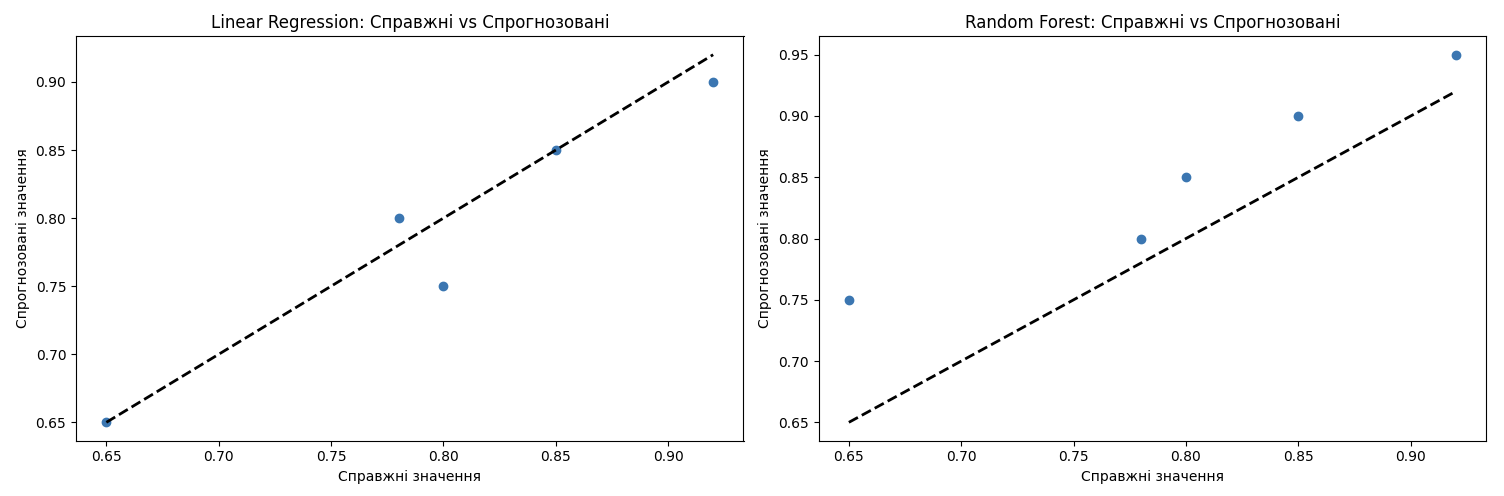 Linear Regression: Справжні vs Спрогнозовані
Спрогнозовані значення
0.90
0.85
0.80
0.75
0.70
0.65
0.65 0.70 0.75 0.80 0.85 0.90
Справжні значення
Random Forest: Справжні vs Спрогнозовані
Спрогнозовані значення
0.95
0.90
0.85
0.80
0.75
0.70
0.65
0.65 0.70 0.75 0.80 0.85 0.90
Справжні значення